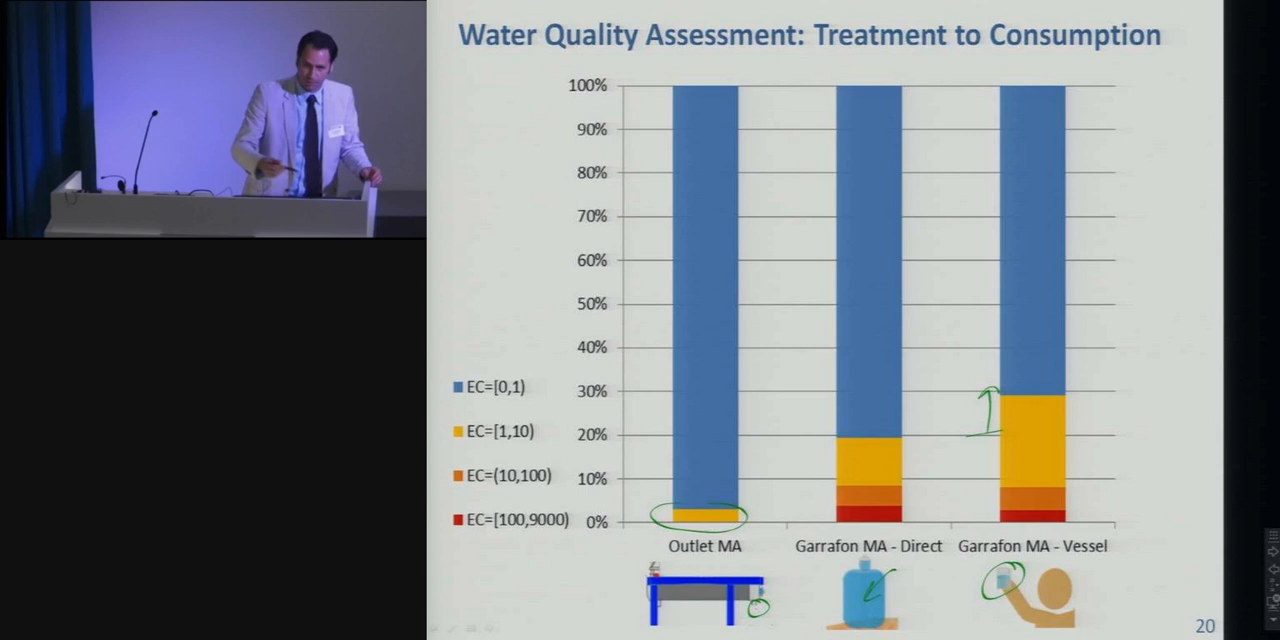 Water Quality Assessment: Treatment to Consumption
100%
90%
80%
70%
60%
50%
40%
30%
20%
10%
0%
EC=[0,1)
EC=[1,10)
EC=(10,100)
EC=[100,9000)
Outlet MA
Garrafon MA - Direct
Garrafon MA - Vessel
20